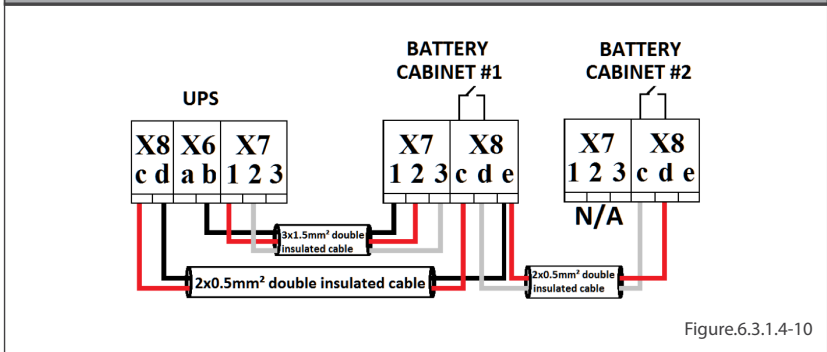 BATTERY
CABINET #1
BATTERY
CABINET #2
UPS
X8 X6 X7
c d a b 1 2 3
X7 X8
1 2 3 c d e
X7 X8
1 2 3 c d e
N/A
3x1.5mm² double
insulated cable
2x0.5mm² double insulated cable
2x0.5mm² double
insulated cable
Figure.6.3.1.4-10